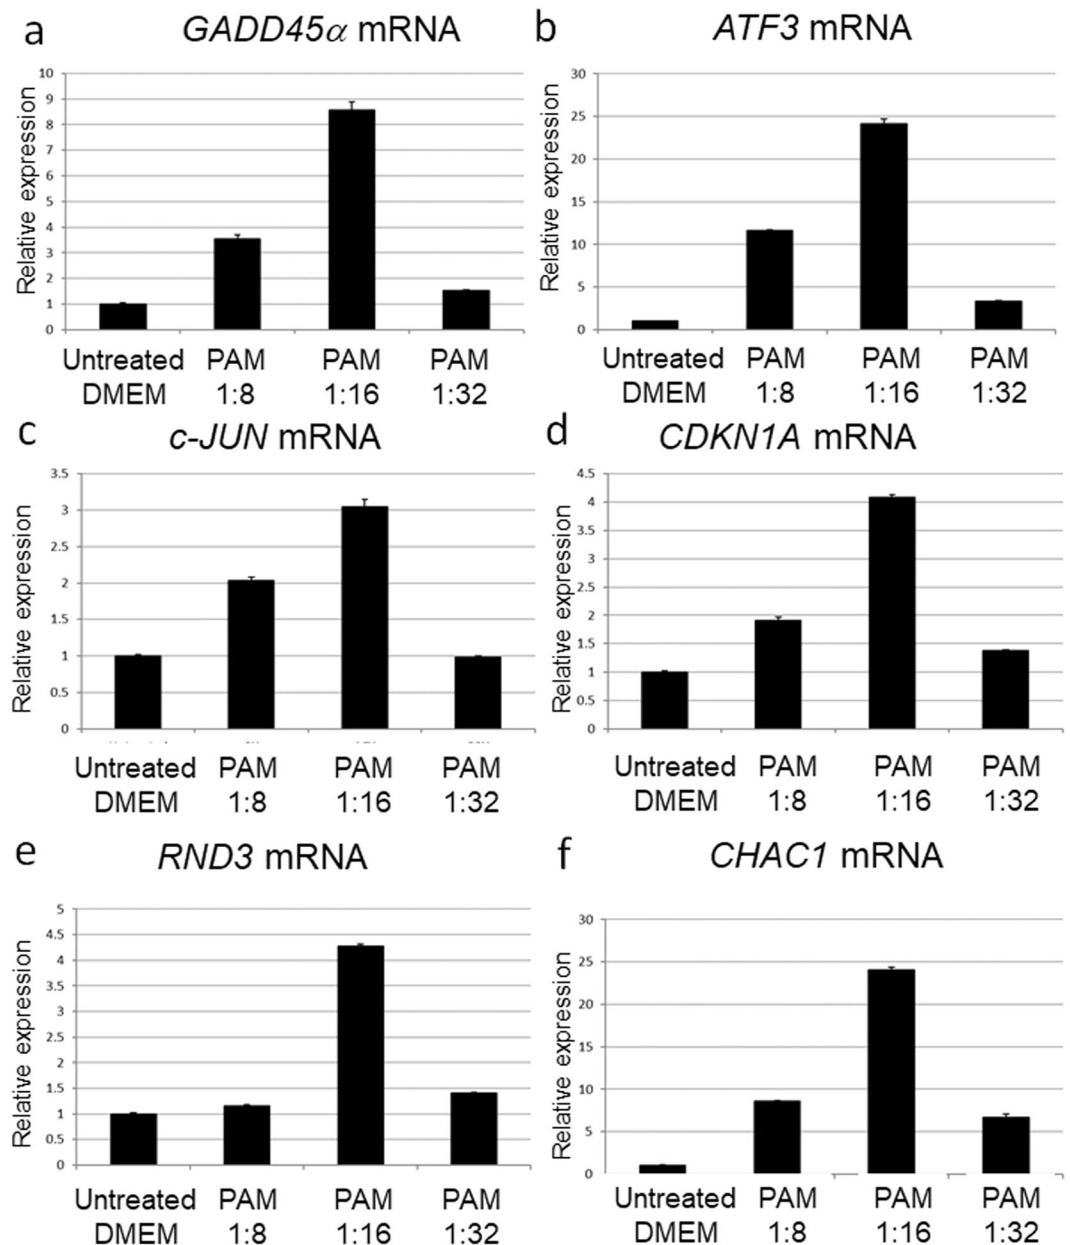 a
GADD45α mRNA
Relative expression
10
9
8
7
6
5
4
3
2
1
0
Untreated DMEM
PAM 1:8
PAM 1:16
PAM 1:32
b
ATF3 mRNA
Relative expression
30
25
20
15
10
5
0
Untreated DMEM
PAM 1:8
PAM 1:16
PAM 1:32
c
c-JUN mRNA
Relative expression
3.5
3
2.5
2
1.5
1
0.5
0
Untreated DMEM
PAM 1:8
PAM 1:16
PAM 1:32
d
CDKN1A mRNA
Relative expression
4.5
4
3.5
3
2.5
2
1.5
1
0.5
0
Untreated DMEM
PAM 1:8
PAM 1:16
PAM 1:32
e
RND3 mRNA
Relative expression
5
4.5
4
3.5
3
2.5
2
1.5
1
0.5
0
Untreated DMEM
PAM 1:8
PAM 1:16
PAM 1:32
f
CHAC1 mRNA
Relative expression
30
25
20
15
10
5
0
Untreated DMEM
PAM 1:8
PAM 1:16
PAM 1:32